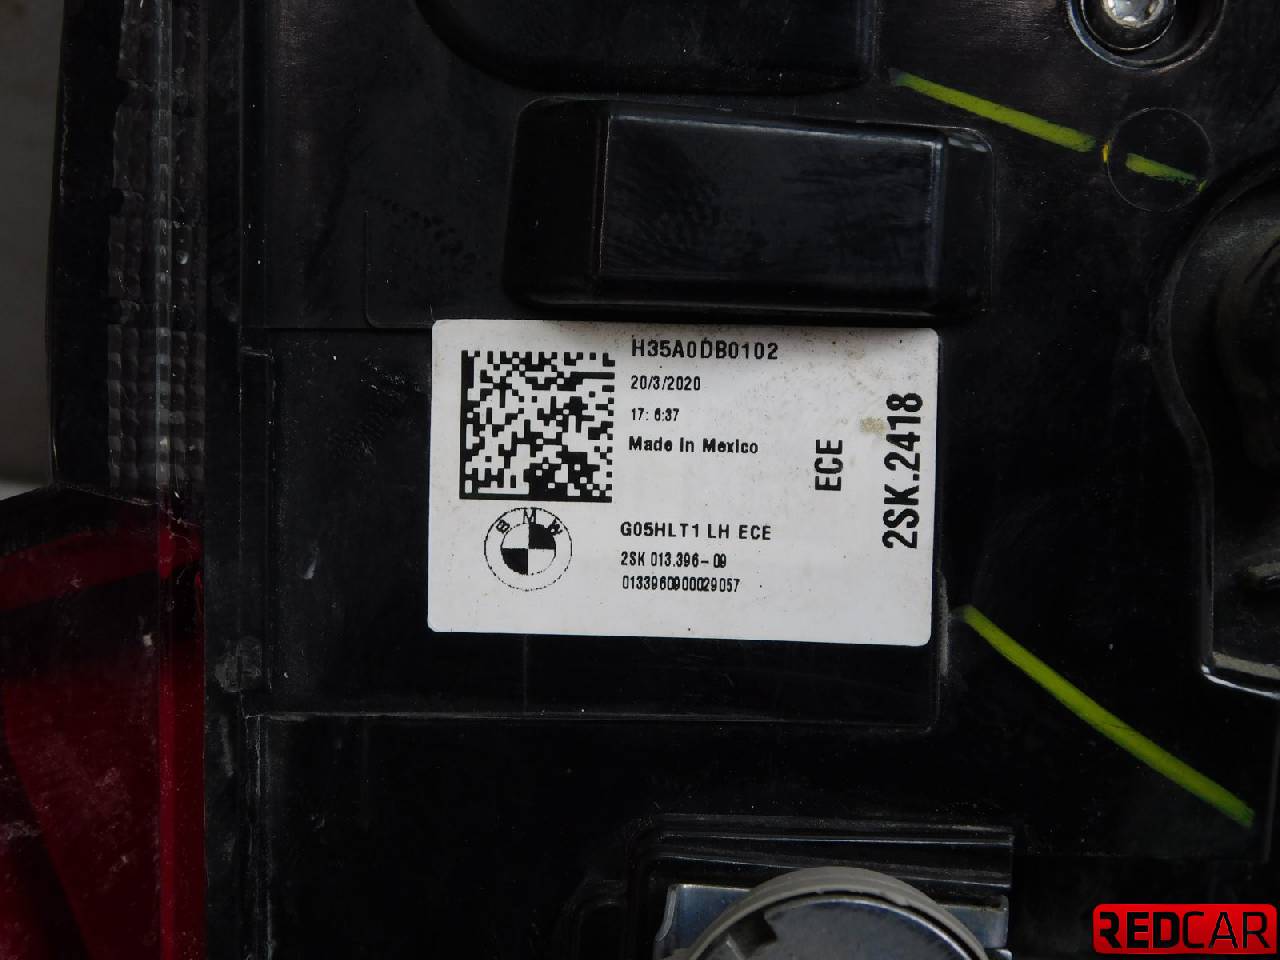 H35A0DB0102
20/3/2020
17: 6:37
Made in Mexico
ECE
2SK.2418
BMW
G05HLT1 LH ECE
2SK 013.396-09
0133960900029057
REDCAR